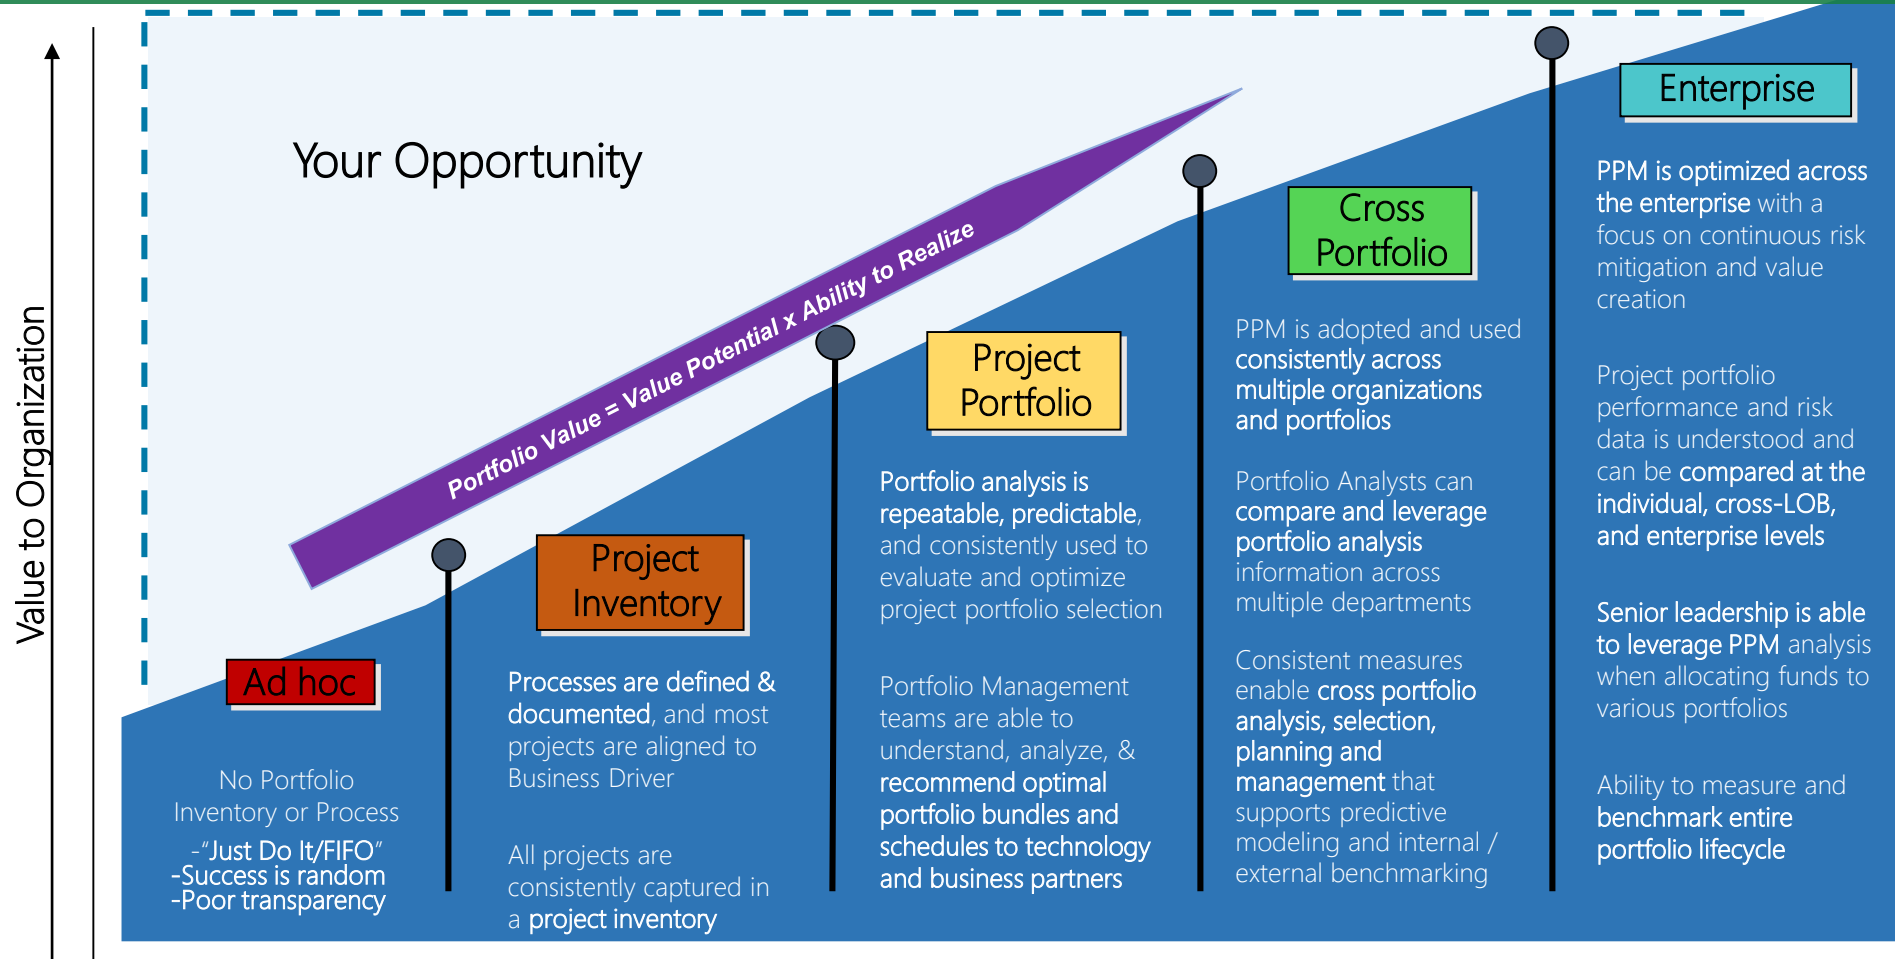 Value to Organization
Your Opportunity
Portfolio Value = Value Potential x Ability to Realize
Ad hoc
No Portfolio
Inventory or Process
-“Just Do It/FIFO”
-Success is random
-Poor transparency
Project
Inventory
Processes are defined &
documented, and most
projects are aligned to
Business Driver
All projects are
consistently captured in
a project inventory
Project
Portfolio
Portfolio analysis is
repeatable, predictable,
and consistently used to
evaluate and optimize
project portfolio selection
Portfolio Management
teams are able to
understand, analyze, &
recommend optimal
portfolio bundles and
schedules to technology
and business partners
Cross
Portfolio
PPM is adopted and used
consistently across
multiple organizations
and portfolios
Portfolio Analysts can
compare and leverage
portfolio analysis
information across
multiple departments
Consistent measures
enable cross portfolio
analysis, selection,
planning and
management that
supports predictive
modeling and internal /
external benchmarking
Enterprise
PPM is optimized across
the enterprise with a
focus on continuous risk
mitigation and value
creation
Project portfolio
performance and risk
data is understood and
can be compared at the
individual, cross-LOB,
and enterprise levels
Senior leadership is able
to leverage PPM analysis
when allocating funds to
various portfolios
Ability to measure and
benchmark entire
portfolio lifecycle